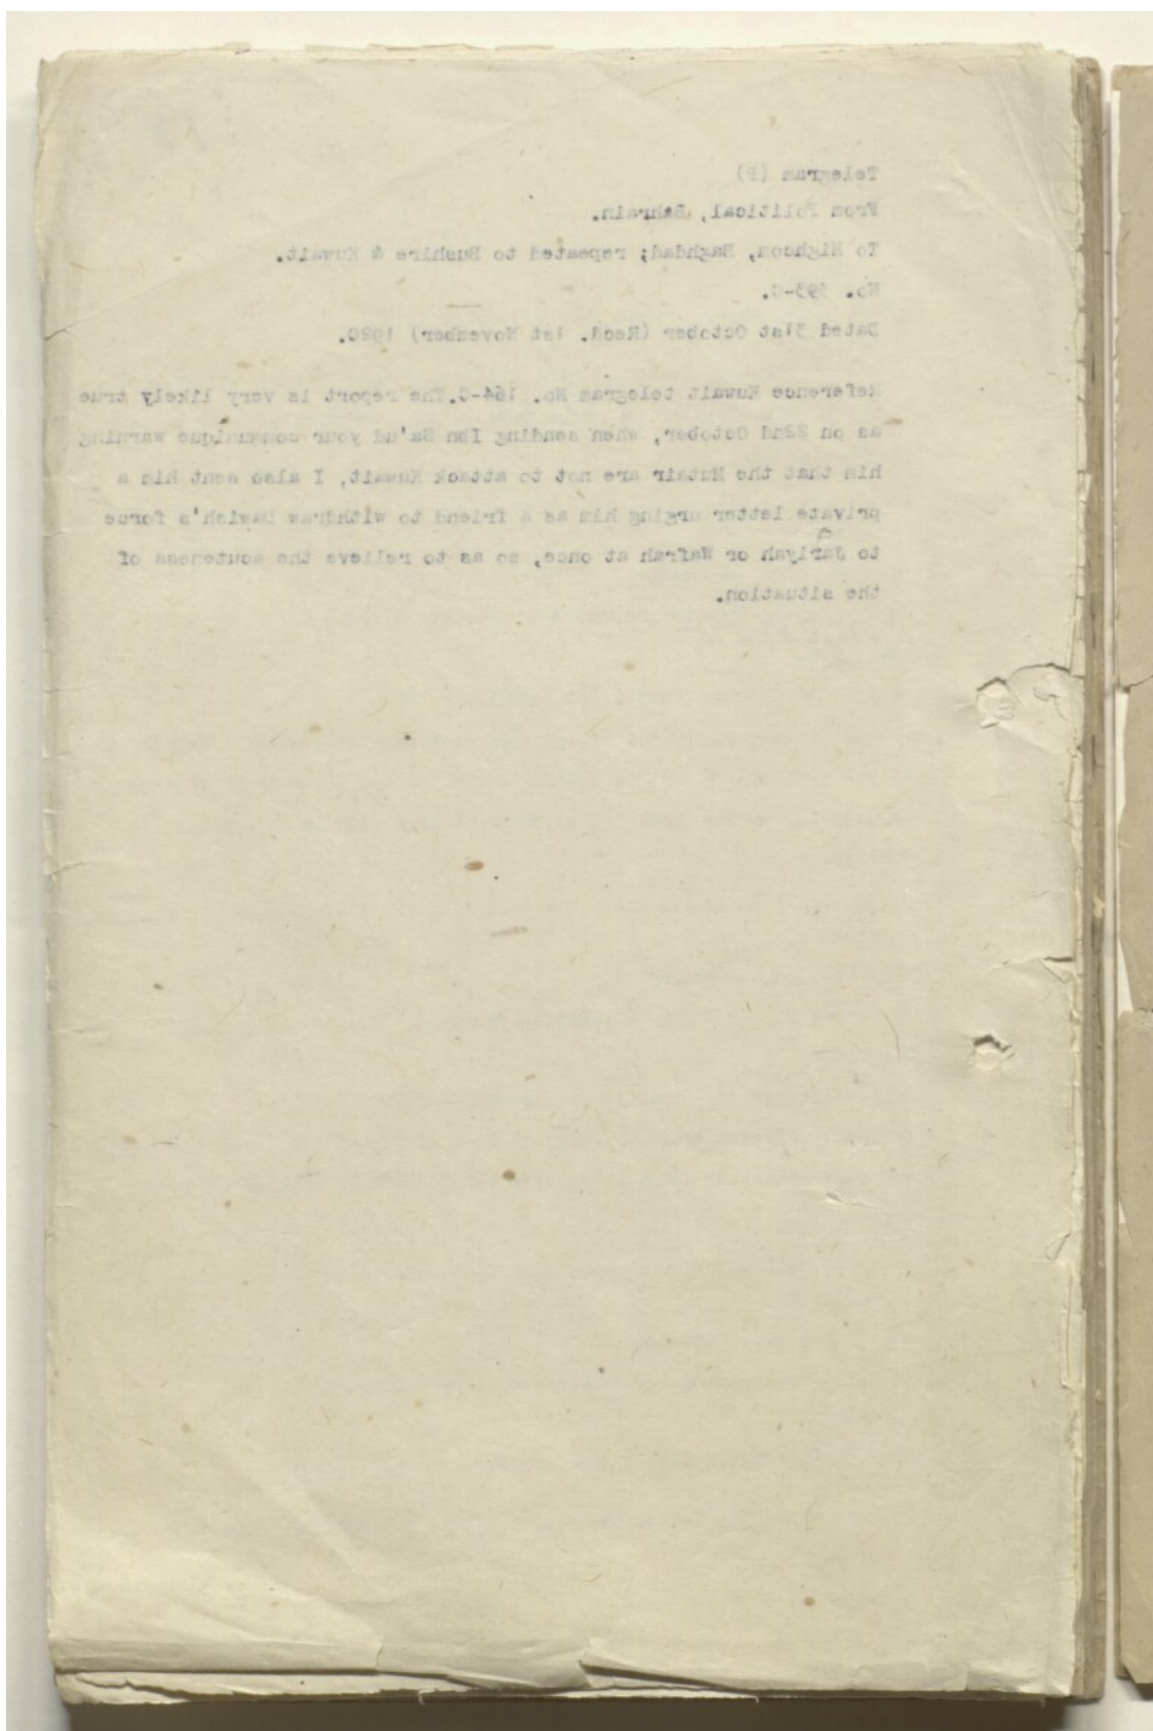 Telegram (P)
From Political, Bahrain.
To Highcom, Baghdad; repeated to Bushire & Kuwait.
No. 393-C.
Dated 31st October (Recd. 1st November) 1920.
Reference Kuwait telegram No. 164-C. The report is very likely true
as on 22nd October, when sending Ibn Sa'ud your communique warning
him that the Mutair are not to attack Kuwait, I also sent him a
private letter urging him as a friend to withdraw Dawish's force
to Jariyah or Wafrah at once, so as to relieve the acuteness of
the situation.